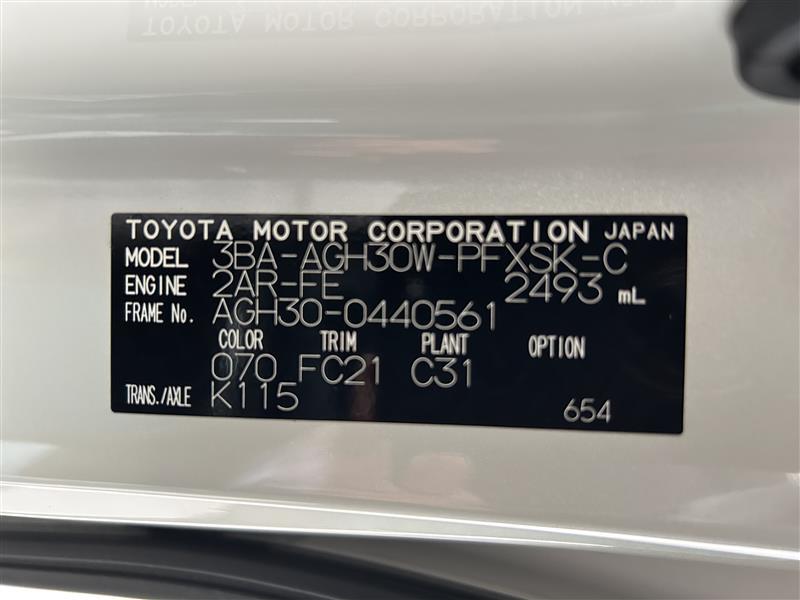 TOYOTA MOTOR CORPORATION JAPAN
MODEL 3BA-AGH30W-PFXSK-C
ENGINE 2AR-FE 2493 mL
FRAME No. AGH30-0440561
COLOR TRIM PLANT OPTION
070 FC21 C31
TRANS./AXLE K115
654